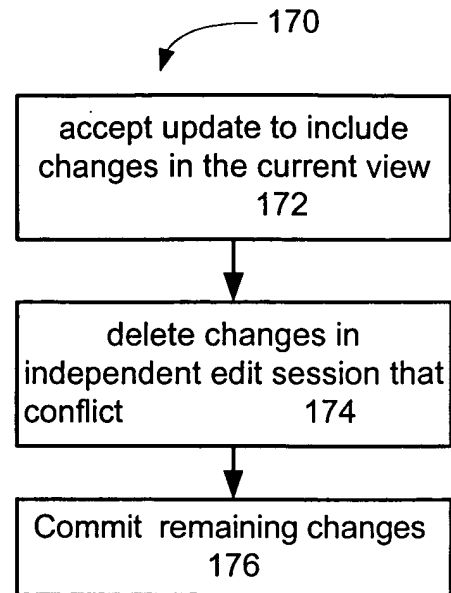 170
accept update to include
changes in the current view
172
delete changes in
independent edit session that
conflict 174
Commit remaining changes
176